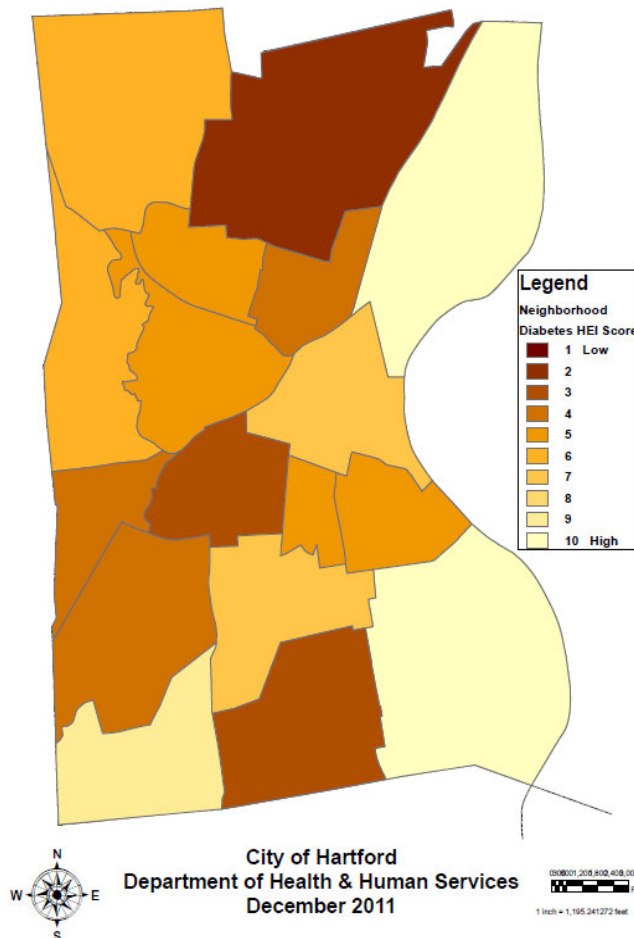 Legend
Neighborhood
Diabetes HEI Score
1 Low
2
3
4
5
6
7
8
9
10 High
N
W E
S
City of Hartford
Department of Health & Human Services
December 2011
1 inch = 1,195.241272 feet